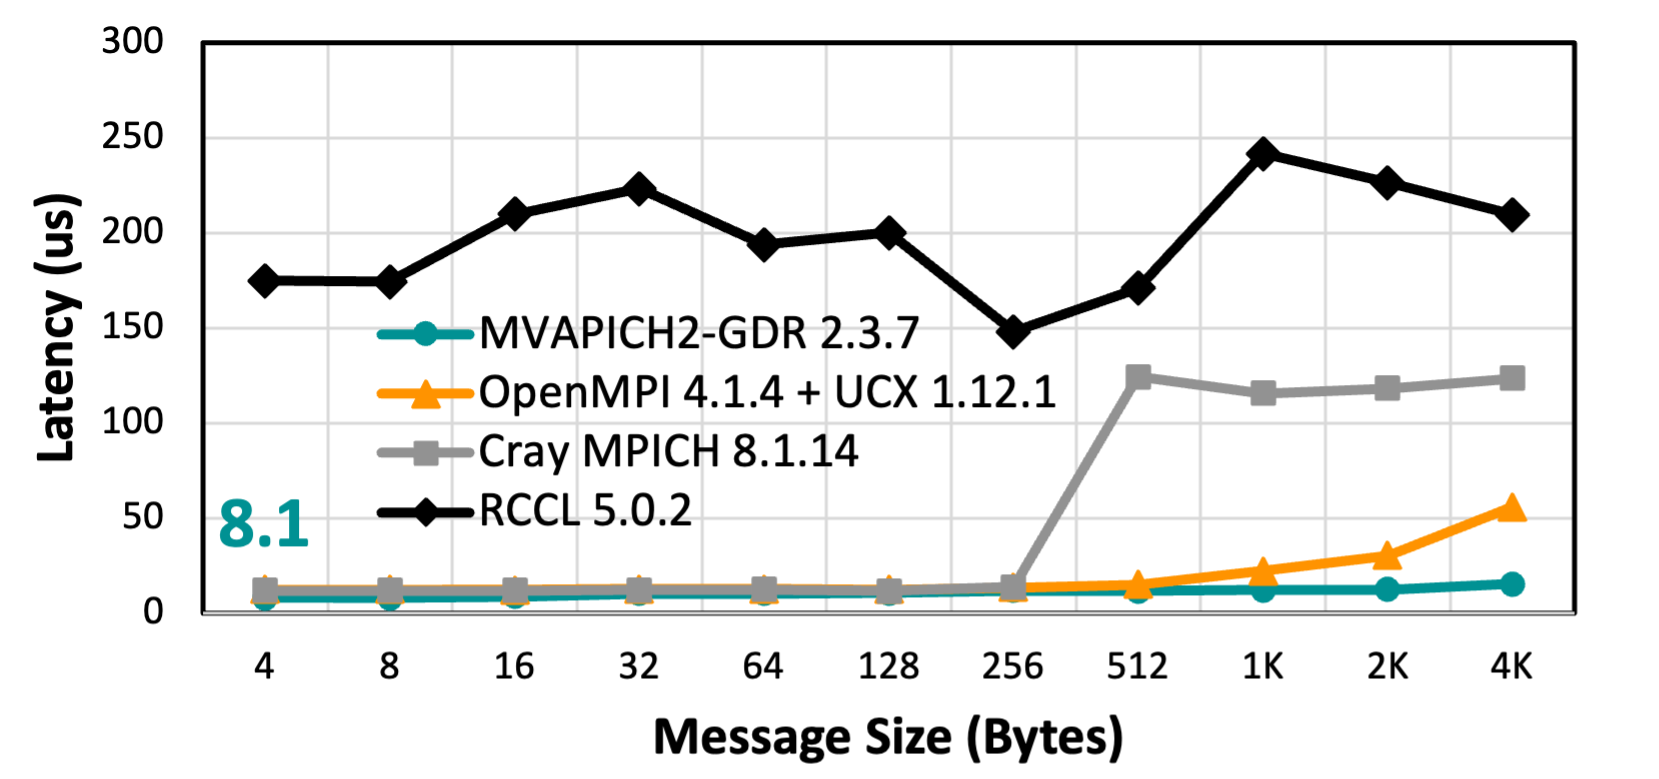 300
250
200
150
100
50
0
Latency (us)
MVAPICH2-GDR 2.3.7
OpenMPI 4.1.4 + UCX 1.12.1
Cray MPICH 8.1.14
RCCL 5.0.2
8.1
4 8 16 32 64 128 256 512 1K 2K 4K
Message Size (Bytes)